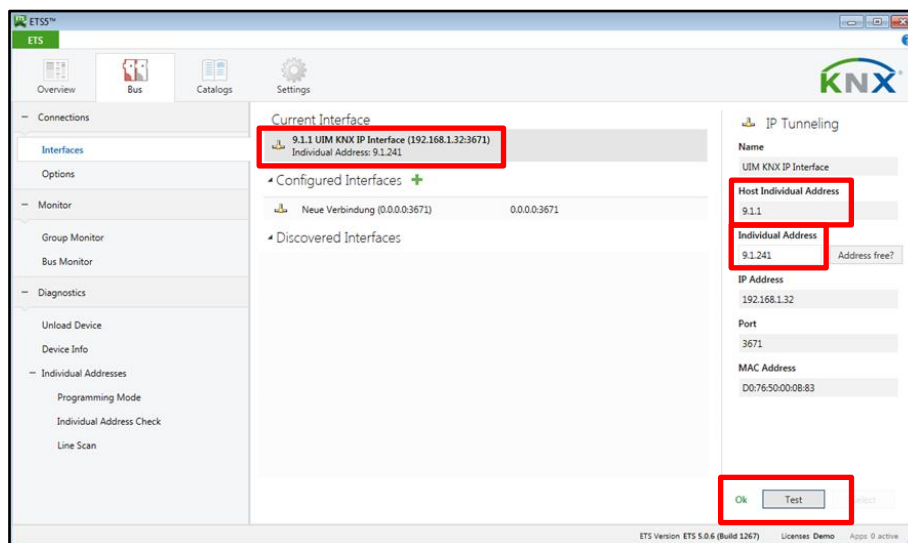 ETS5™
ETS
Overview
Bus
Catalogs
Settings
KNX
Connections
Interfaces
Options
Monitor
Group Monitor
Bus Monitor
Diagnostics
Unload Device
Device Info
Individual Addresses
Programming Mode
Individual Address Check
Line Scan
Current Interface
9.1.1 UIM KNX IP Interface (192.168.1.32:3671)
Individual Address: 9.1.241
Configured Interfaces
Neue Verbindung (0.0.0.0:3671) 0.0.0.0:3671
Discovered Interfaces
IP Tunneling
Name
UIM KNX IP Interface
Host Individual Address
9.1.1
Individual Address
9.1.241 Address free?
IP Address
192.168.1.32
Port
3671
MAC Address
D0:76:50:00:0B:83
Ok Test Select
ETS Version ETS 5.0.6 (Build 1267) Licenses Demo Apps 0 active